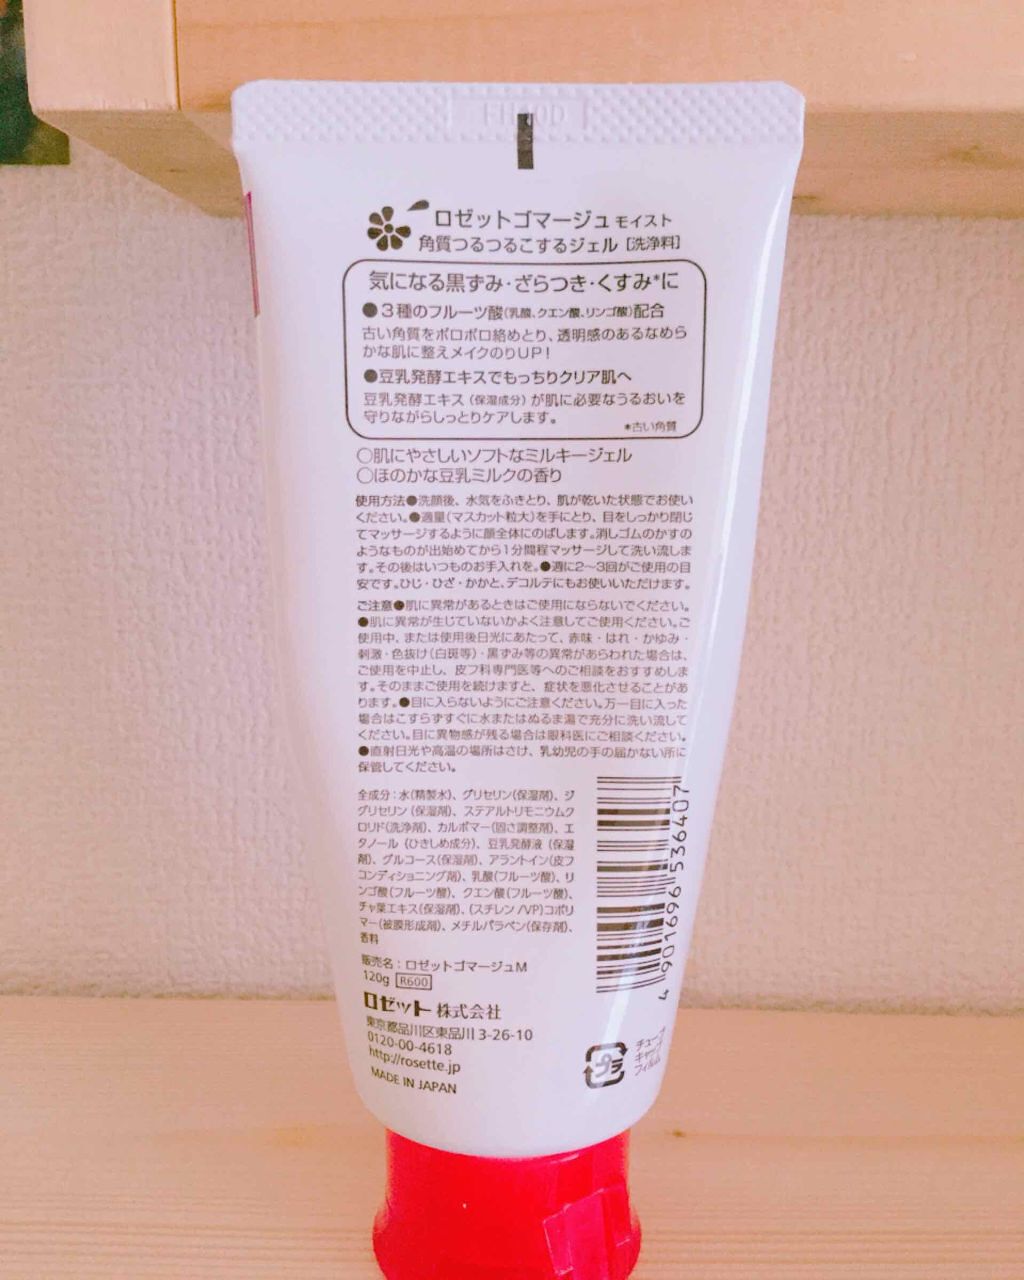 ロゼットゴマージュ モイスト
角質つるつるこするジェル [洗浄料]
気になる黒ずみ・ざらつき・くすみ*に
●3種のフルーツ酸(乳酸、クエン酸、リンゴ酸)配合
古い角質をポロポロ絡めとり、透明感のあるなめら
かな肌に整えメイクのりUP!
●豆乳発酵エキスでもっちりクリア肌へ
豆乳発酵エキス(保湿成分)が肌に必要なうるおいを
守りながらしっとりケアします。
*古い角質
○肌にやさしいソフトなミルキージェル
○ほのかな豆乳ミルクの香り
使用方法●洗顔後、水気をふきとり、肌が乾いた状態でお使い
ください。●適量(マスカット粒大)を手にとり、目をしっかり閉じ
てマッサージするように顔全体にのばします。消しゴムのかすの
ようなものが出始めてから1分間程マッサージして洗い流しま
す。その後はいつものお手入れを。●週に2〜3回がご使用の目
安です。ひじ・ひざ・かかと、デコルテにもお使いいただけます。
ご注意●肌に異常があるときはご使用にならないでください。
●肌に異常が生じていないかよく注意してご使用ください。ご
使用中、または使用後日光にあたって、赤味・はれ・かゆみ・
刺激・色抜け(白斑等)・黒ずみ等の異常があらわれた場合は、
ご使用を中止し、皮フ科専門医等へのご相談をおすすめしま
す。そのままご使用を続けますと、症状を悪化させることがあ
ります。●目に入らないようにご注意ください。万一目に入った
場合はこすらずすぐに水またはぬるま湯で充分に洗い流して
ください。目に異物感が残る場合は眼科医にご相談ください。
●直射日光や高温の場所はさけ、乳幼児の手の届かない所に
保管してください。
全成分:水(精製水)、グリセリン(保湿剤)、ジ
グリセリン(保湿剤)、ステアルトリモニウムク
ロリド(洗浄剤)、カルボマー(固さ調整剤)、エ
タノール(ひきしめ成分)、豆乳発酵液(保湿
剤)、グルコース(保湿剤)、アラントイン(皮フ
コンディショニング剤)、乳酸(フルーツ酸)、リ
ンゴ酸(フルーツ酸)、クエン酸(フルーツ酸)、
チャ葉エキス(保湿剤)、(スチレン/VP)コポリ
マー(被膜形成剤)、メチルパラベン(保存剤)、
香料
販売名:ロゼットゴマージュM
120g R600
ロゼット株式会社
東京都品川区東品川3-26-10
0120-00-4618
http://rosette.jp
MADE IN JAPAN
4 901696 536407
プラ
チューブ
キャップ
フィルム